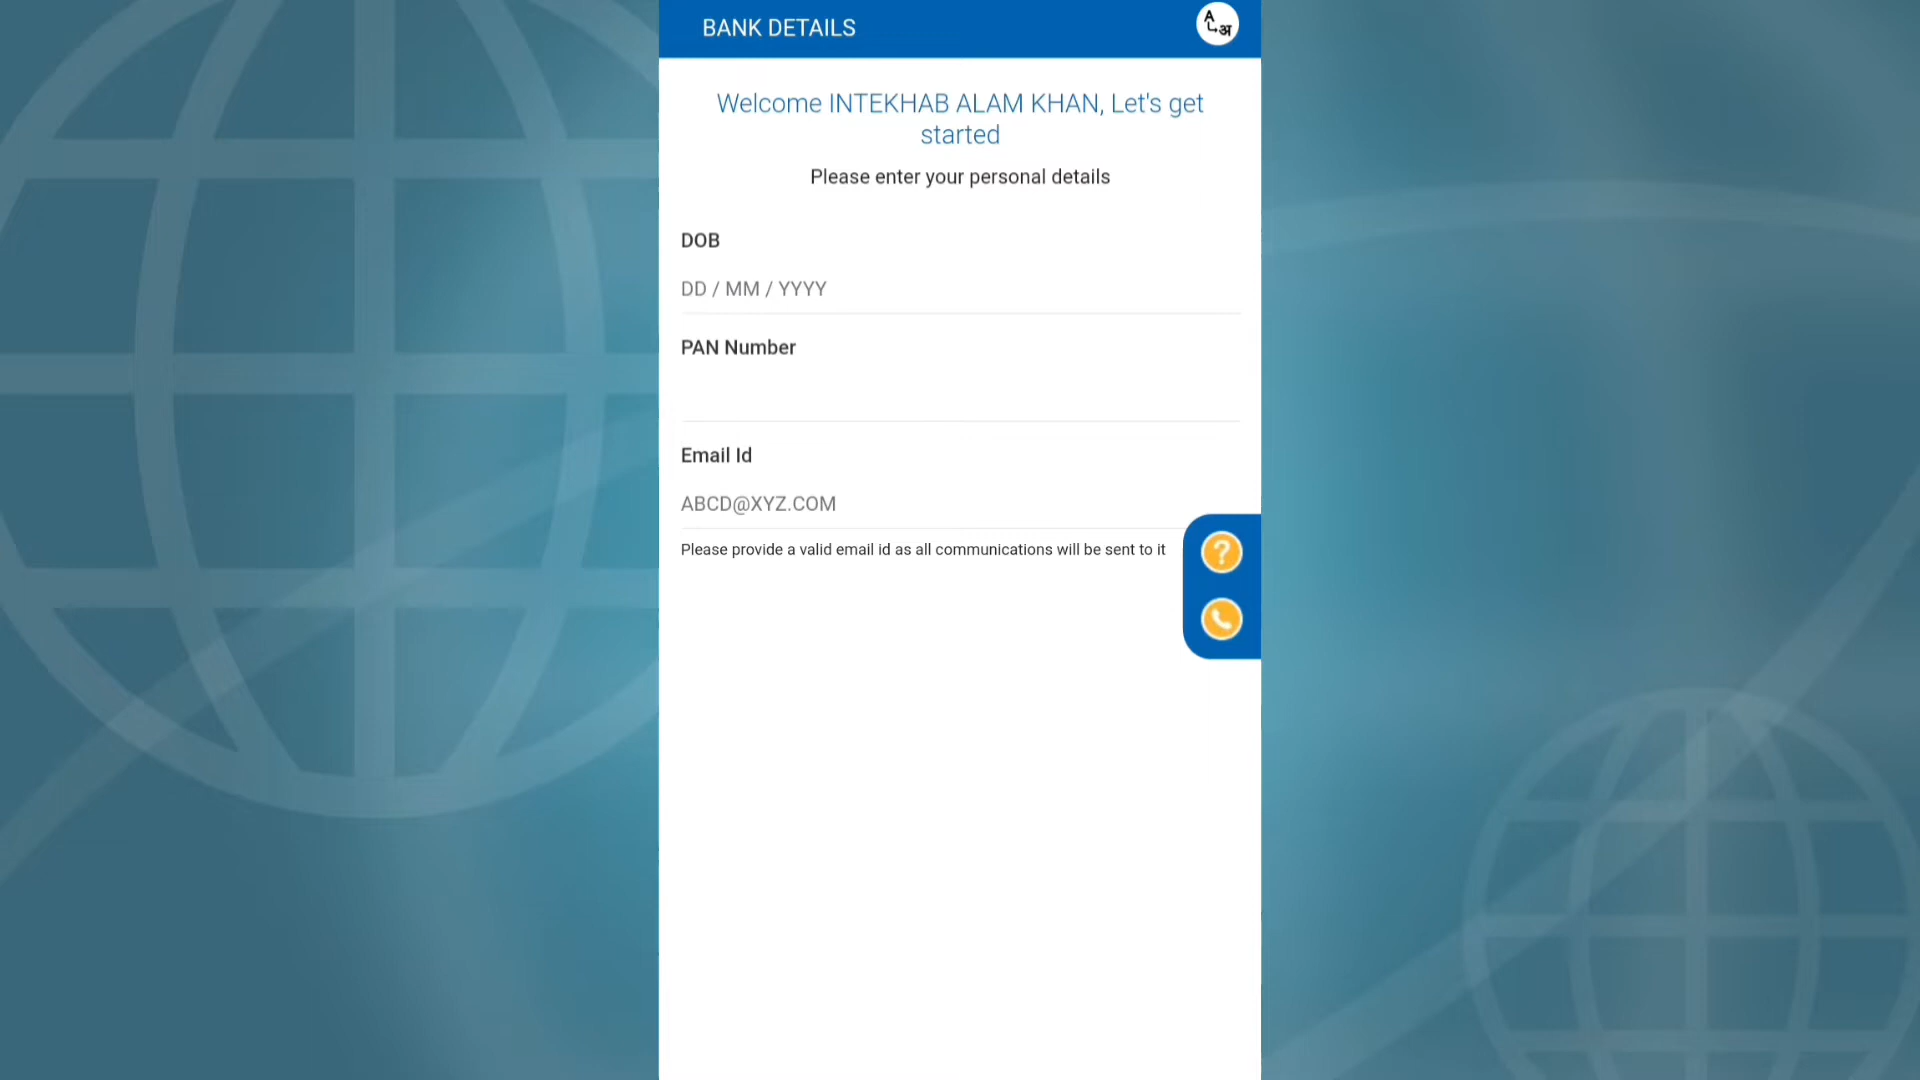 BANK DETAILS
A
अ
Welcome INTEKHAB ALAM KHAN, Let's get
started
Please enter your personal details
DOB
DD / MM / YYYY
PAN Number
Email Id
ABCD@XYZ.COM
Please provide a valid email id as all communications will be sent to it
?